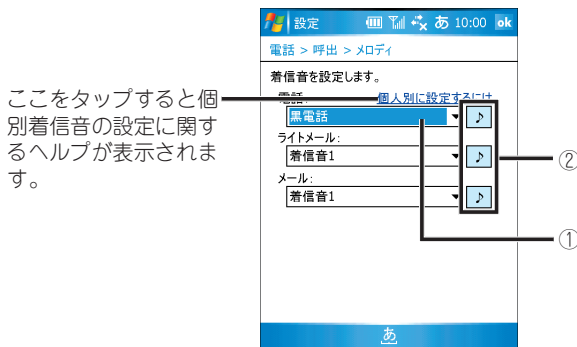 設定 あ 10:00 ok
電話 > 呼出 > メロディ
着信音を設定します。
電話: 個人別に設定するには
黒電話
ライトメール:
着信音1
メール:
着信音1
あ
ここをタップすると個
別着信音の設定に関す
るヘルプが表示されま
す。
②
①